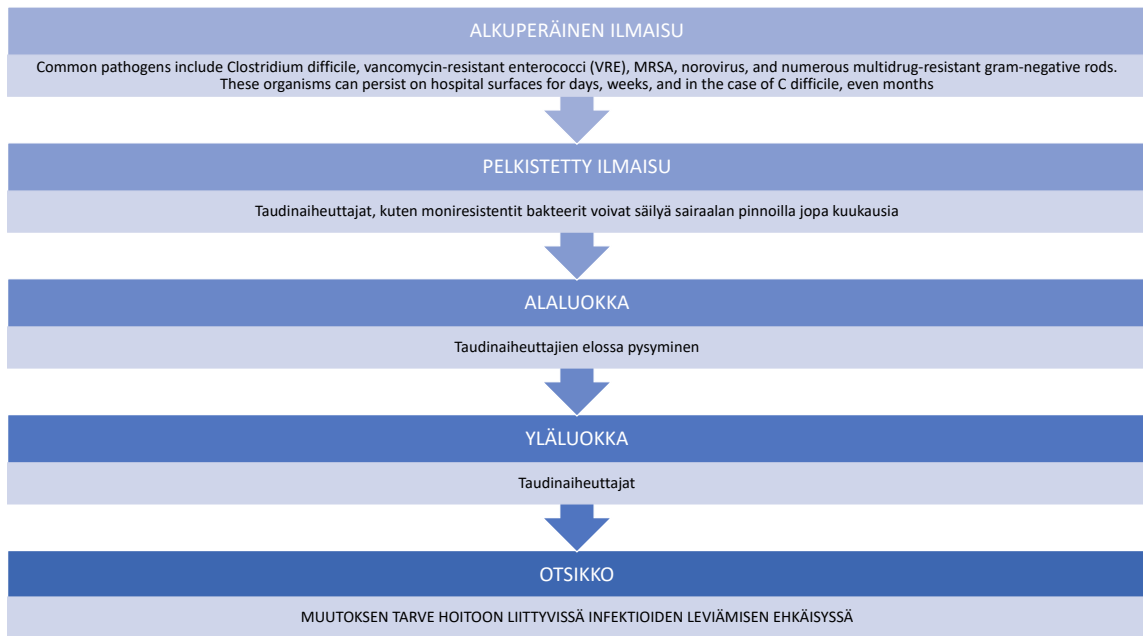 ALKUPERÄINEN ILMAISU
Common pathogens include Clostridium difficile, vancomycin-resistant enterococci (VRE), MRSA, norovirus, and numerous multidrug-resistant gram-negative rods.
These organisms can persist on hospital surfaces for days, weeks, and in the case of C difficile, even months
PELKISTETTY ILMAISU
Taudinaiheuttajat, kuten moniresistentit bakteerit voivat säilyä sairaalan pinnoilla jopa kuukausia
ALALUOKKA
Taudinaiheuttajien elossa pysyminen
YLÄLUOKKA
Taudinaiheuttajat
OTSIKKO
MUUTOKSEN TARVE HOITOON LIITTYVISSÄ INFEKTIOIDEN LEVIÄMISEN EHKÄISYSSÄ